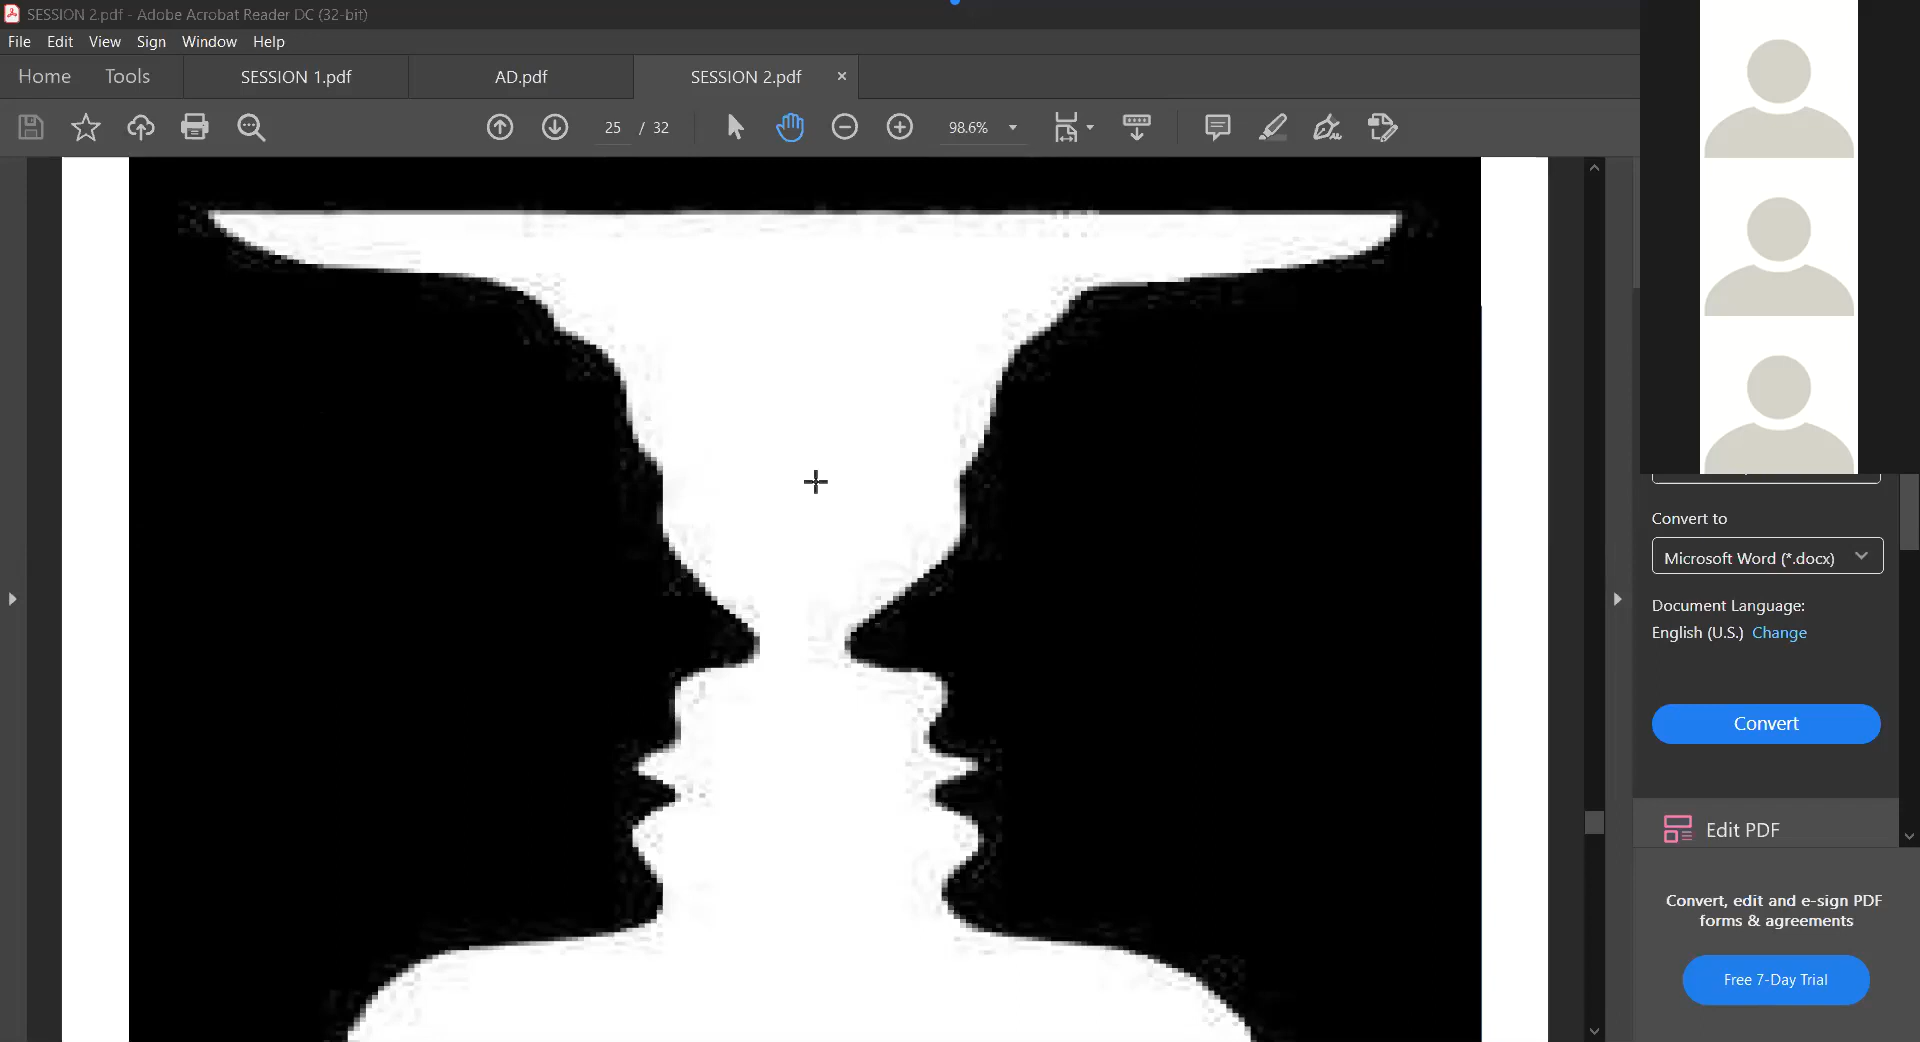 SESSION 2.pdf - Adobe Acrobat Reader DC (32-bit)
File Edit View Sign Window Help
Home Tools SESSION 1.pdf AD.pdf SESSION 2.pdf ×
25 / 32 98.6%
Convert to
Microsoft Word (*.docx)
Document Language:
English (U.S.) Change
Convert
Edit PDF
Convert, edit and e-sign PDF
forms & agreements
Free 7-Day Trial